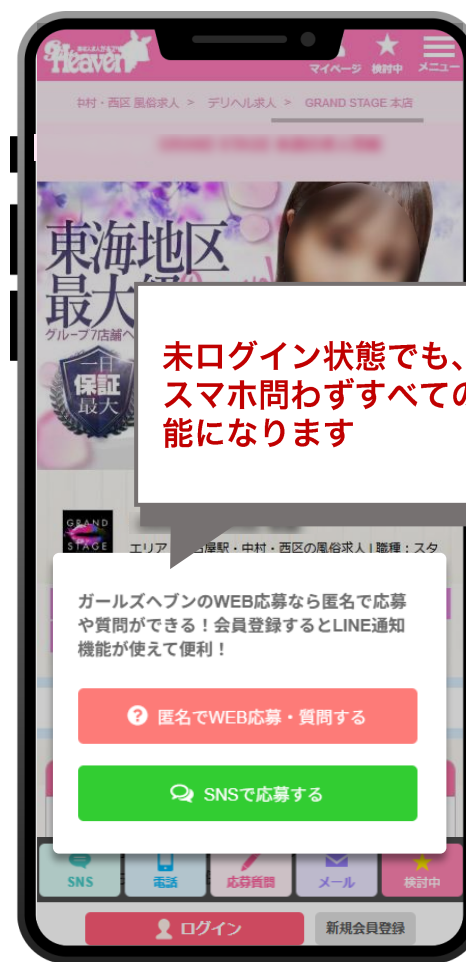 Heaven
マイページ 検討中 メニュー
中村・西区 風俗求人 > デリヘル求人 > GRAND STAGE 本店
東海地区
最大級の
グループ7店舗へ
一日
保証
最大
未ログイン状態でも、
スマホ問わずすべての
能になります
GRAND
STAGE
エリア
屋駅・中村・西区の風俗求人 | 職種：スタ
ガールズヘブンのWEB応募なら匿名で応募
や質問ができる！会員登録するとLINE通知
機能が使えて便利！
匿名でWEB応募・質問する
SNSで応募する
SNS 電話 応募質問 メール 検討中
ログイン 新規会員登録